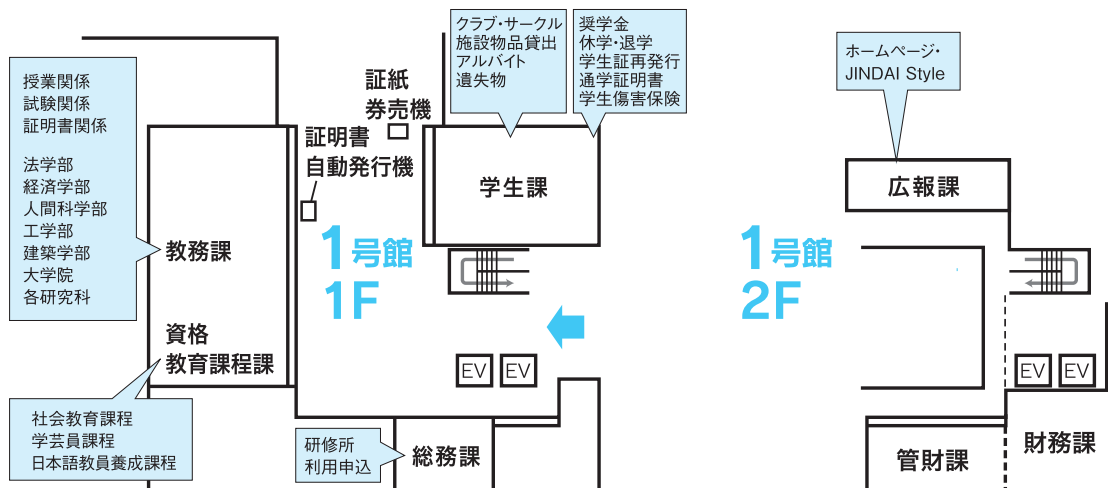 授業関係
試験関係
証明書関係
法学部
経済学部
人間科学部
工学部
建築学部
大学院
各研究科
教務課
資格
教育課程課
社会教育課程
学芸員課程
日本語教員養成課程
証紙
券売機
証明書
自動発行機
クラブ・サークル
施設物品貸出
アルバイト
遺失物
奨学金
休学・退学
学生証再発行
通学証明書
学生傷害保険
学生課
1号館
1F
EV
EV
研修所
利用申込
総務課
ホームページ・
JINDAI Style
広報課
1号館
2F
EV
EV
管財課
財務課